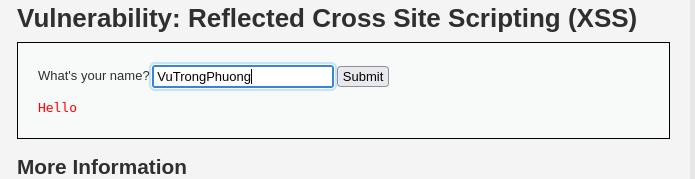 Vulnerability: Reflected Cross Site Scripting (XSS)
What's your name? VuTrongPhuong Submit
Hello
More Information